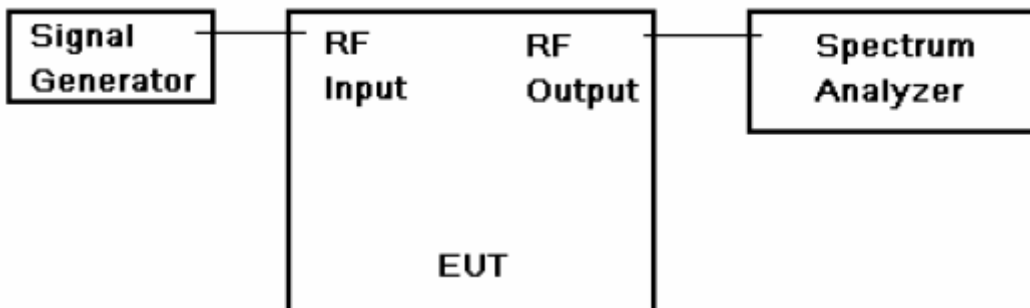 Signal
Generator
RF
Input
RF
Output
Spectrum
Analyzer
EUT